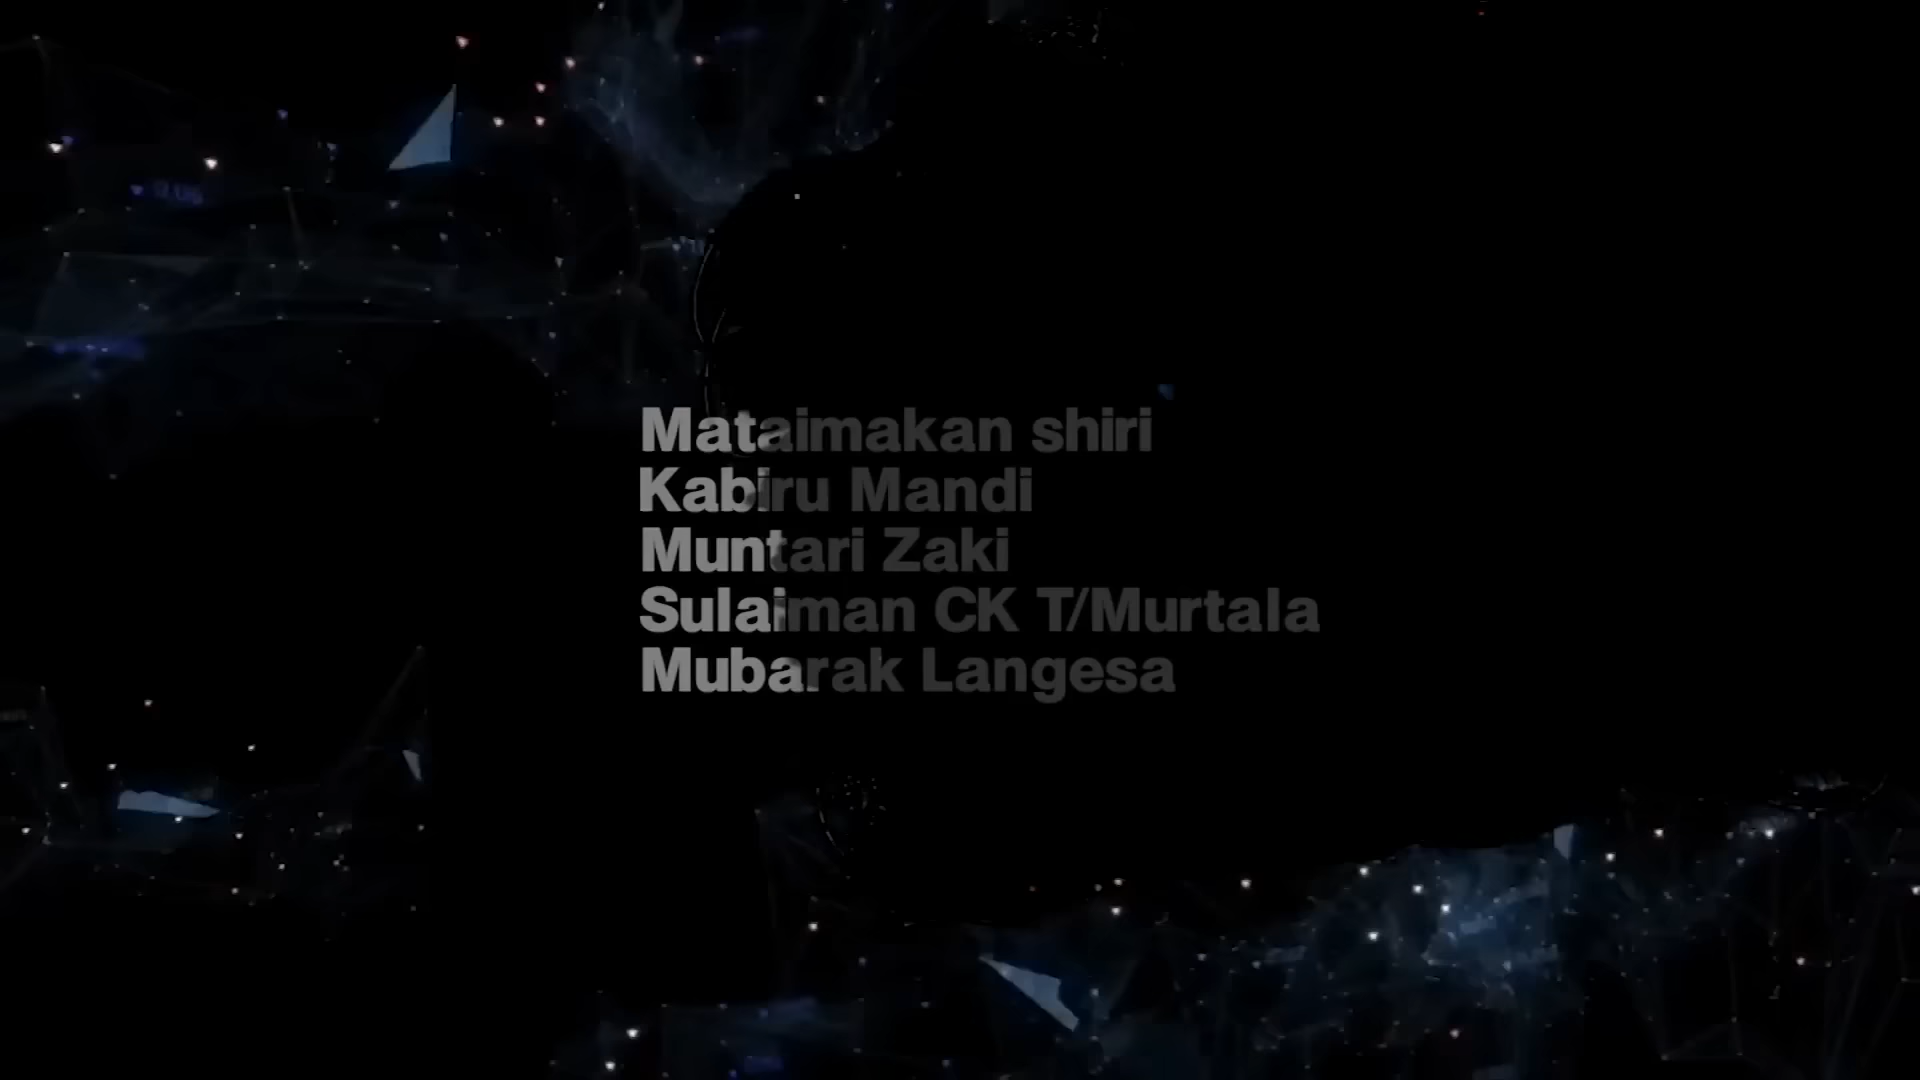 Mataimakan shiri
Kabiru Mandi
Muntari Zaki
Sulaiman CK T/Murtala
Mubarak Langesa